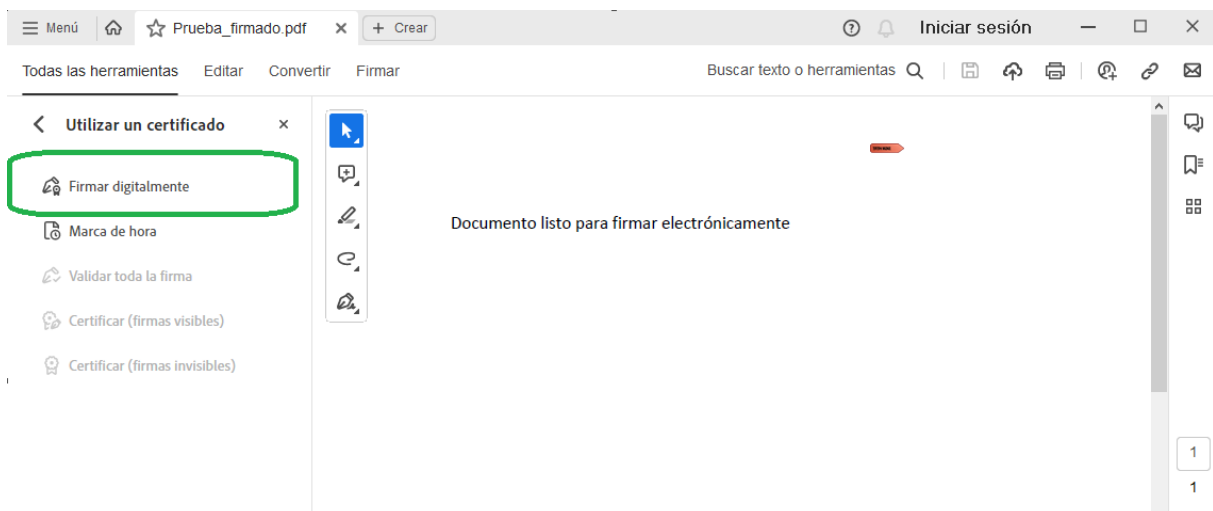 Menú
Prueba_firmado.pdf
+ Crear
Iniciar sesión
Todas las herramientas Editar Convertir Firmar
Buscar texto o herramientas
Utilizar un certificado
Firmar digitalmente
Marca de hora
Validar toda la firma
Certificar (firmas visibles)
Certificar (firmas invisibles)
Documento listo para firmar electrónicamente
1
1